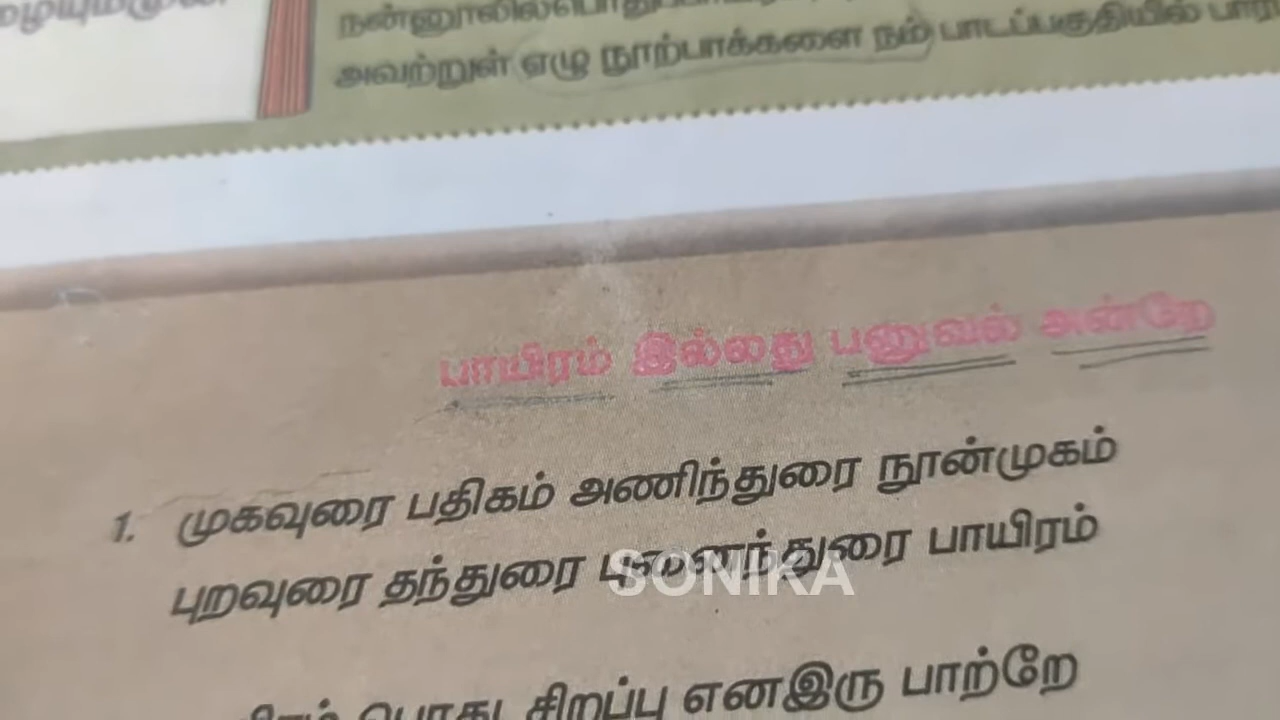 அவற்றுள் ஏழு நூற்பாக்களை நம் பாடப்பகுதியில்
பாயிரம் இல்லது பனுவல் அன்றே
1. முகவுரை பதிகம் அணிந்துரை நூன்முகம்
புறவுரை தந்துரை புனைந்துரை பாயிரம்
SONIKA
சிறப்பு எனஇரு பாற்றே